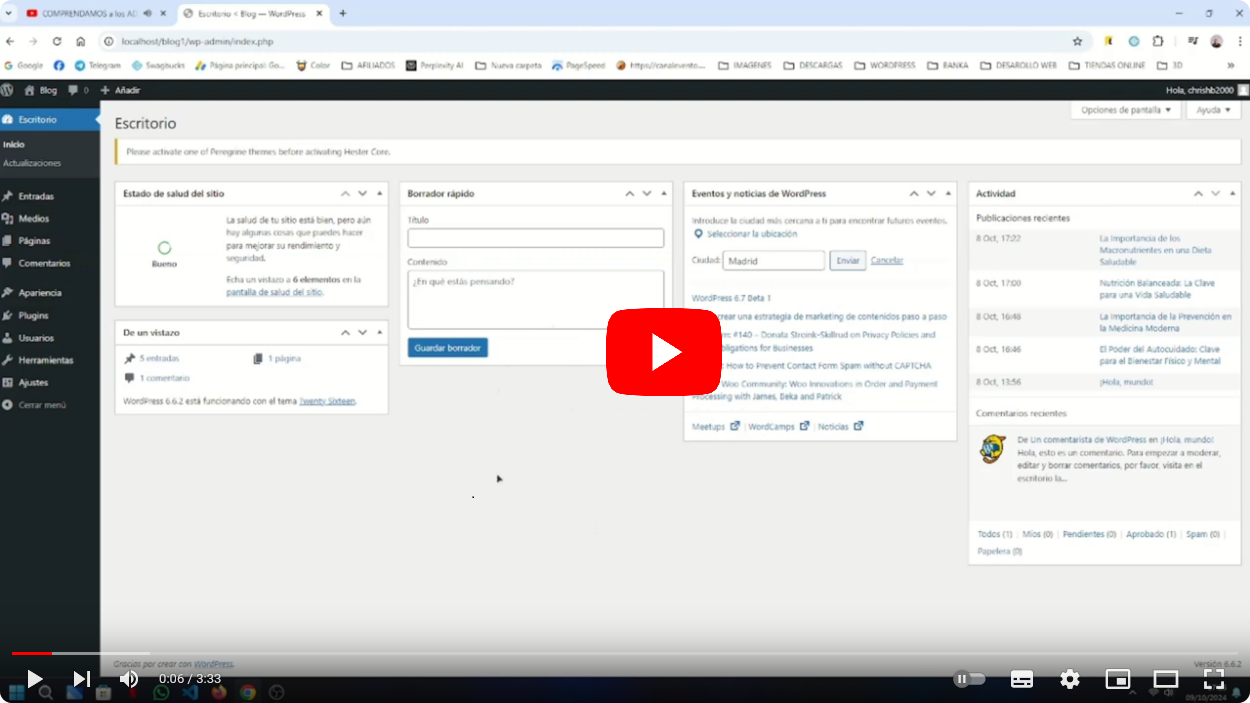 COMPRENDAMOS a los AD
Escritorio < Blog — WordPress
localhost/blog1/wp-admin/index.php
Google
Telegram
Swagbucks
Página principal: Go...
Color
AFILIADOS
Perplexity AI
Nueva carpeta
PageSpeed
https://canalevento...
IMAGENES
DESCARGAS
WORDPRESS
BANKA
DESAROLLO WEB
TIENDAS ONLINE
3D
Blog
0
Añadir
Hola, chrishb2000
Escritorio
Inicio
Actualizaciones
Entradas
Medios
Páginas
Comentarios
Apariencia
Plugins
Usuarios
Herramientas
Ajustes
Cerrar menú
Escritorio
Opciones de pantalla
Ayuda
Please activate one of Peregrine themes before activating Hester Core.
Estado de salud del sitio
Bueno
La salud de tu sitio está bien, pero aún
hay algunas cosas que puedes hacer
para mejorar su rendimiento y
seguridad.
Echa un vistazo a 6 elementos en la
pantalla de salud del sitio.
De un vistazo
5 entradas
1 página
1 comentario
WordPress 6.6.2 está funcionando con el tema Twenty Sixteen.
Borrador rápido
Título
Contenido
¿En qué estás pensando?
Guardar borrador
Eventos y noticias de WordPress
Introduce la ciudad más cercana a ti para encontrar futuros eventos.
Seleccionar la ubicación
Ciudad:
Madrid
Enviar
Cancelar
WordPress 6.7 Beta 1
crear una estrategia de marketing de contenidos paso a paso
#140 – Donata Stroink-Skillrud on Privacy Policies and
for Businesses
How to Prevent Contact Form Spam without CAPTCHA
Woo Community: Woo Innovations in Order and Payment
Processing with James, Beka and Patrick
Meetups | WordCamps | Noticias
Actividad
Publicaciones recientes
8 Oct, 17:22
La Importancia de los
Macronutrientes en una Dieta
Saludable
8 Oct, 17:00
Nutrición Balanceada: La Clave
para una Vida Saludable
8 Oct, 16:48
La Importancia de la Prevención en
la Medicina Moderna
8 Oct, 16:46
El Poder del Autocuidado: Clave
para el Bienestar Físico y Mental
8 Oct, 13:56
¡Hola, mundo!
Comentarios recientes
De Un comentarista de WordPress en ¡Hola, mundo!
Hola, esto es un comentario. Para empezar a moderar,
editar y borrar comentarios, por favor, visita en el
escritorio la...
Todos (1) | Míos (0) | Pendientes (0) | Aprobado (1) | Spam (0) |
Papelera (0)
Gracias por crear con WordPress.
Versión 6.6.2
0:06 / 3:33
09/10/2024